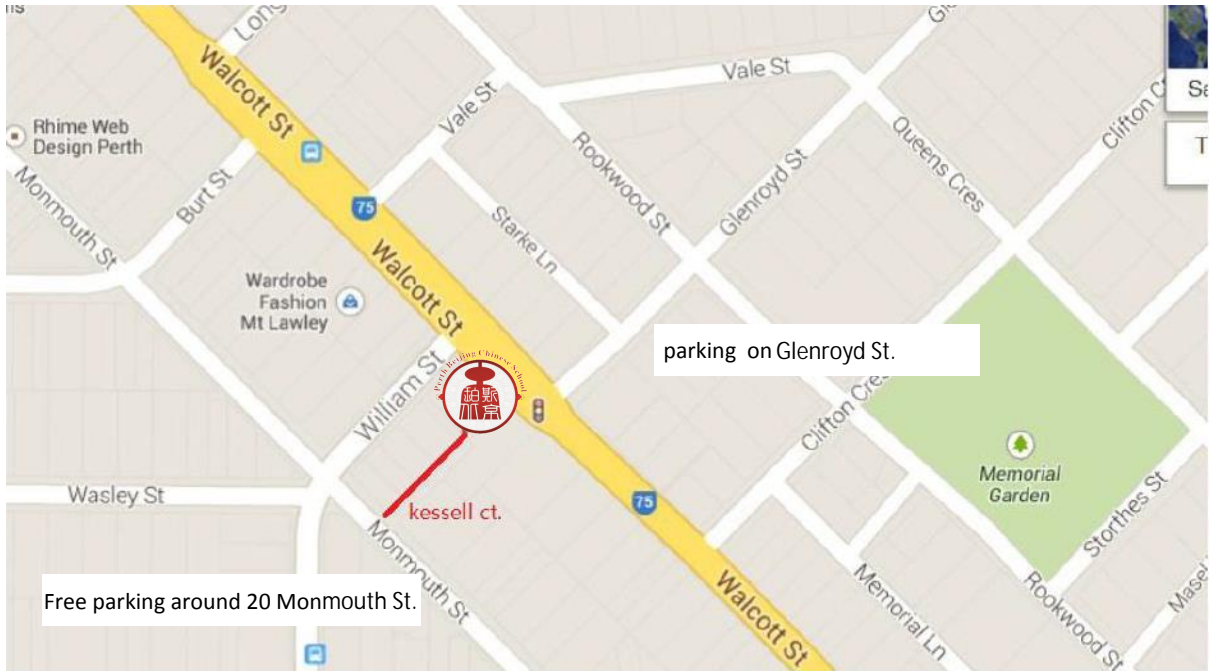 Long
Glenroyd St
Walcott St
Vale St
Vale St
Clifton Cres
Rhime Web
Design Perth
Rookwood St
Queens Cres
Monmouth St
Burt St
75
Starke Ln
Walcott St
Wardrobe
Fashion
Mt Lawley
parking on Glenroyd St.
Perth Beijing Chinese School
William St
Memorial
Garden
Wasley St
kessell ct.
75
Storthes St
Monmouth St
Free parking around 20 Monmouth St.
Walcott St
Memorial Ln
Rookwood St